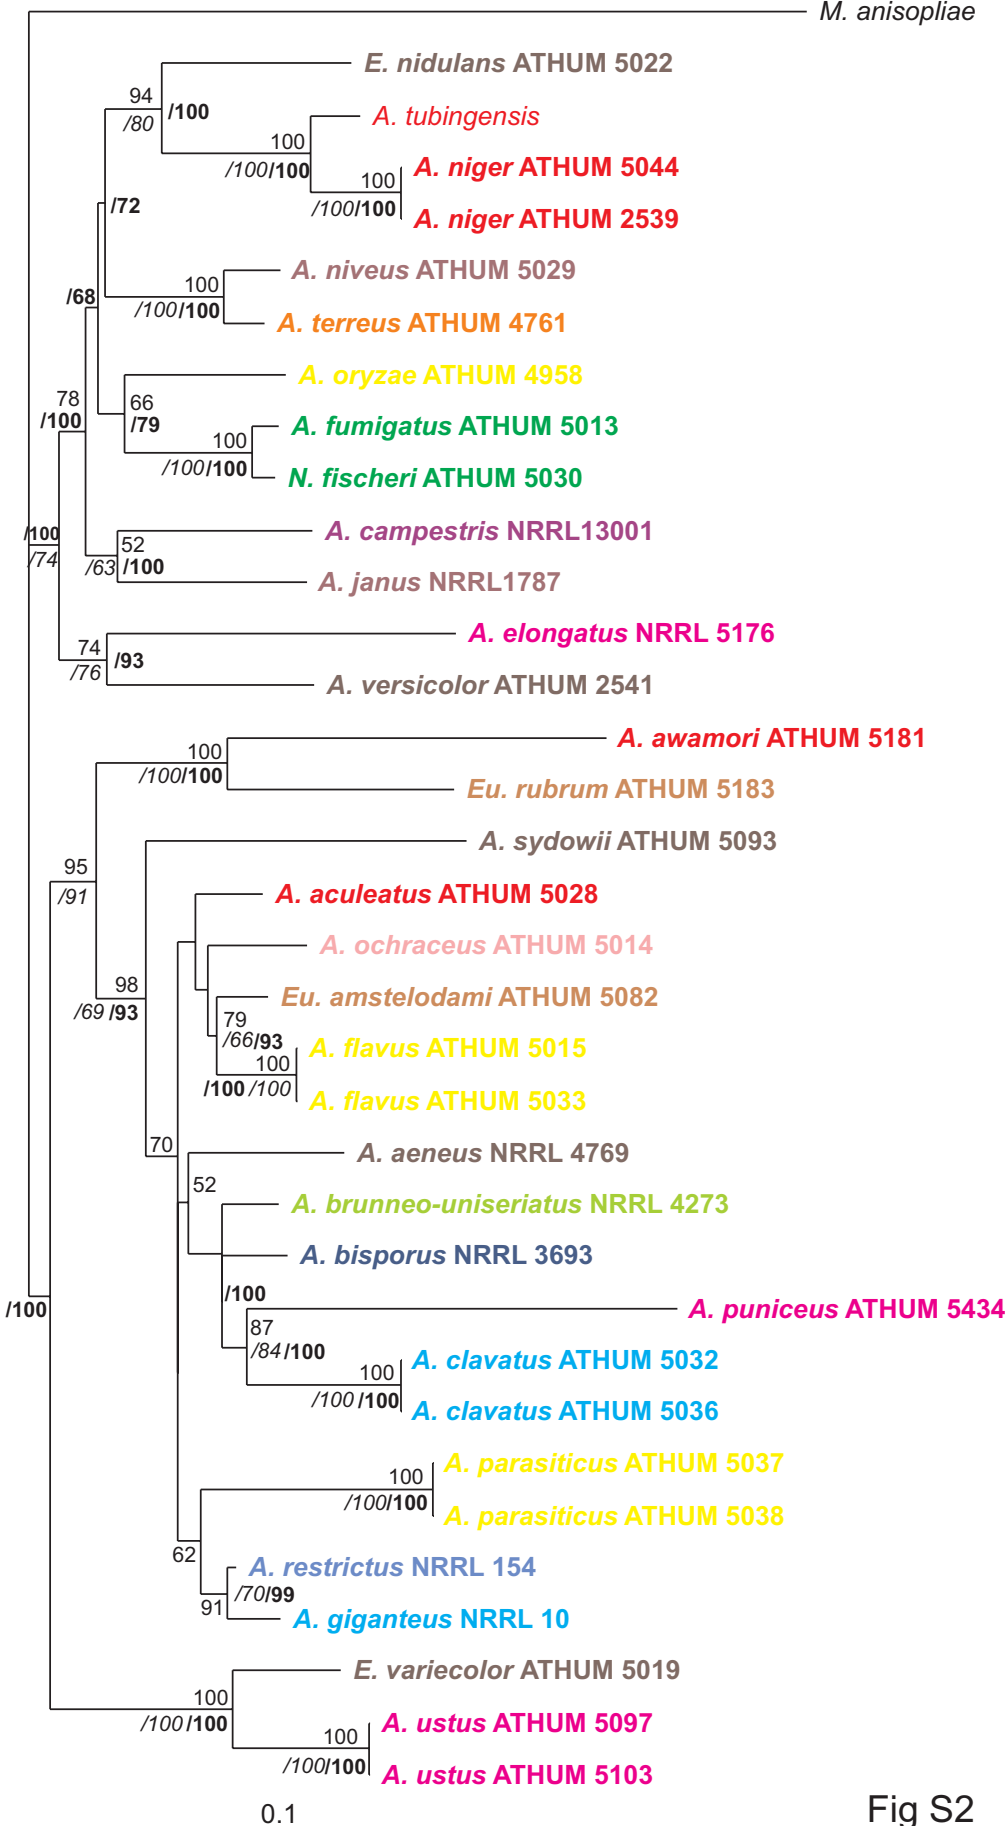 M. anisopliae
E. nidulans ATHUM 5022
94
/80
/100
A. tubingensis
100
/100/100
A. niger ATHUM 5044
100
/100/100
A. niger ATHUM 2539
/72
A. niveus ATHUM 5029
100
/100/100
A. terreus ATHUM 4761
/68
A. oryzae ATHUM 4958
78
/100
66
/79
A. fumigatus ATHUM 5013
100
/100/100
N. fischeri ATHUM 5030
/100
/74
A. campestris NRRL13001
52
/63
/100
A. janus NRRL1787
A. elongatus NRRL 5176
74
/76
/93
A. versicolor ATHUM 2541
A. awamori ATHUM 5181
100
/100/100
Eu. rubrum ATHUM 5183
A. sydowii ATHUM 5093
95
/91
A. aculeatus ATHUM 5028
A. ochraceus ATHUM 5014
98
/69 /93
Eu. amstelodami ATHUM 5082
79
/66/93
A. flavus ATHUM 5015
100
/100 /100
A. flavus ATHUM 5033
70
A. aeneus NRRL 4769
52
A. brunneo-uniseriatus NRRL 4273
A. bisporus NRRL 3693
/100
/100
A. puniceus ATHUM 5434
87
/84/100
A. clavatus ATHUM 5032
100
/100 /100
A. clavatus ATHUM 5036
A. parasiticus ATHUM 5037
100
/100/100
A. parasiticus ATHUM 5038
62
A. restrictus NRRL 154
/70/99
91
A. giganteus NRRL 10
E. variecolor ATHUM 5019
100
/100 /100
A. ustus ATHUM 5097
100
/100/100
A. ustus ATHUM 5103
0.1
Fig S2